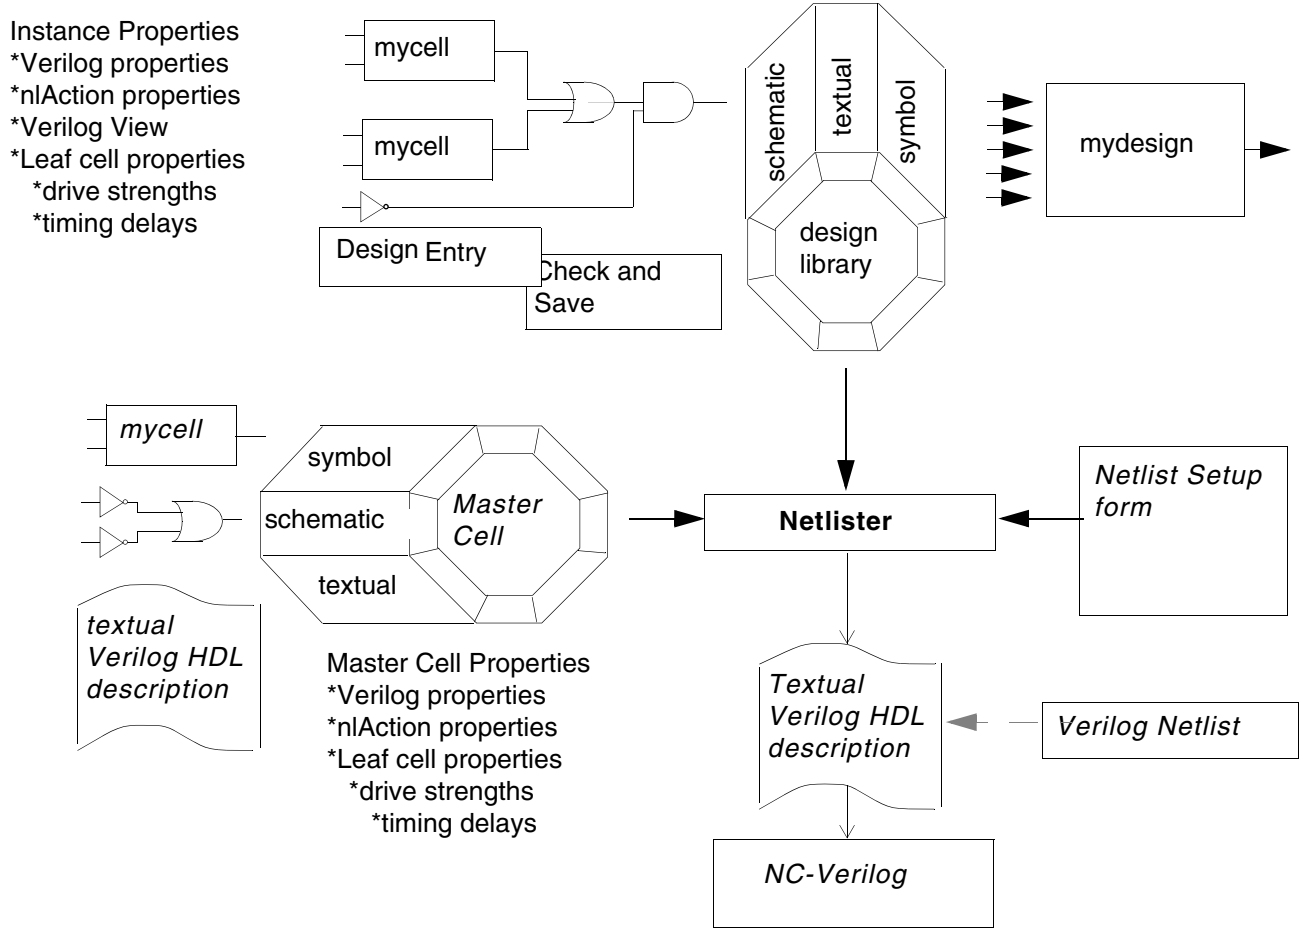 Instance Properties
*Verilog properties
*nlAction properties
*Verilog View
*Leaf cell properties
*drive strengths
*timing delays
mycell
mycell
Design Entry
Check and
Save
schematic
textual
symbol
design
library
mydesign
mycell
symbol
schematic
textual
Master
Cell
Netlister
Netlist Setup
form
textual
Verilog HDL
description
Master Cell Properties
*Verilog properties
*nlAction properties
*Leaf cell properties
*drive strengths
*timing delays
Textual
Verilog HDL
description
Verilog Netlist
NC-Verilog